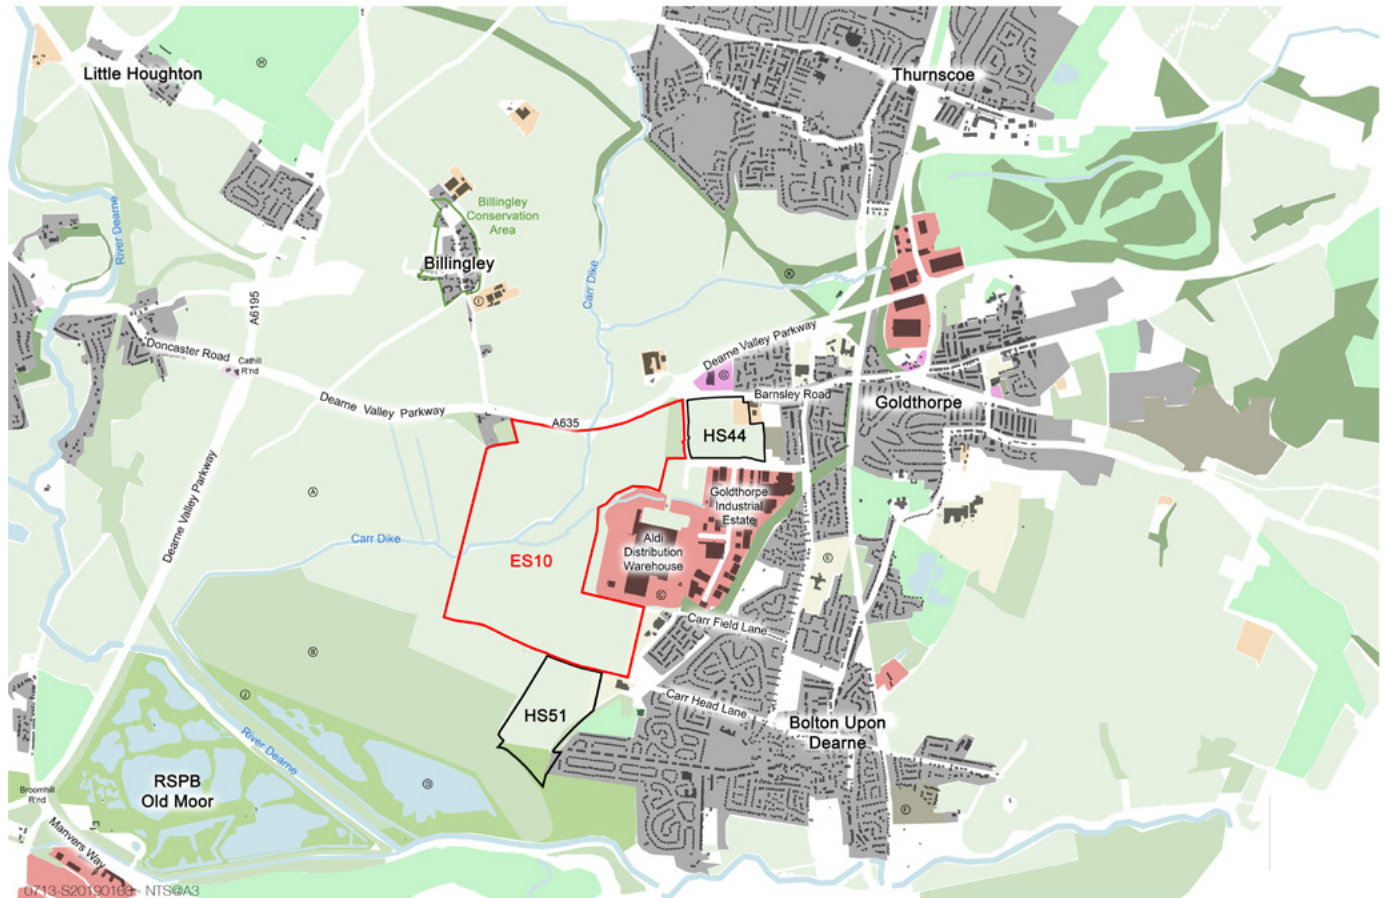 Little Houghton
H
Thurnscoe
River Dearne
Billingley
Conservation
Area
Billingley
Carr Dike
K
I
A6195
Doncaster Road
Cathill
R'nd
Dearne Valley Parkway
G
Barnsley Road
Goldthorpe
Dearne Valley Parkway
A635
HS44
Dearne Valley Parkway
A
Goldthorpe
Industrial
Estate
Carr Dike
ES10
Aldi
Distribution
Warehouse
E
C
Carr Field Lane
B
J
HS51
Carr Head Lane
Bolton Upon
Dearne
River Dearne
RSPB
Old Moor
D
Broomhill
R'nd
F
Manvers Way
0713-S20190103 - NTS@A3